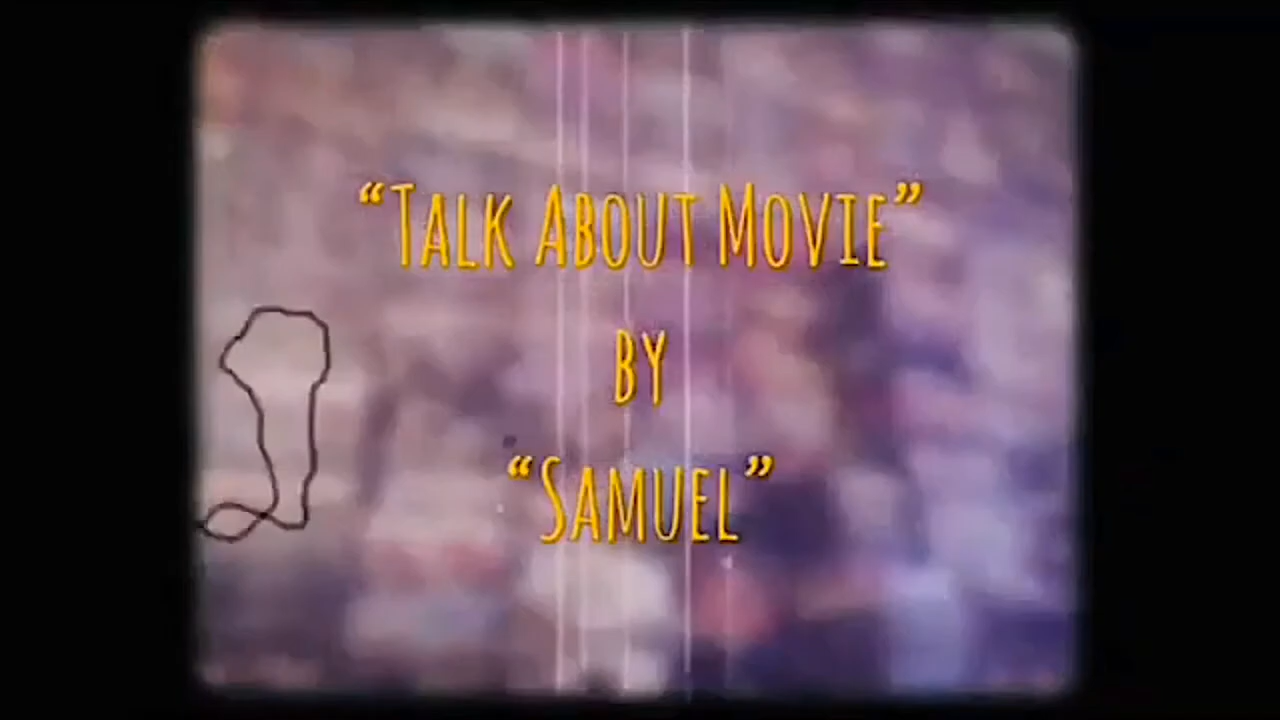 “Talk About Movie”
by
“Samuel”